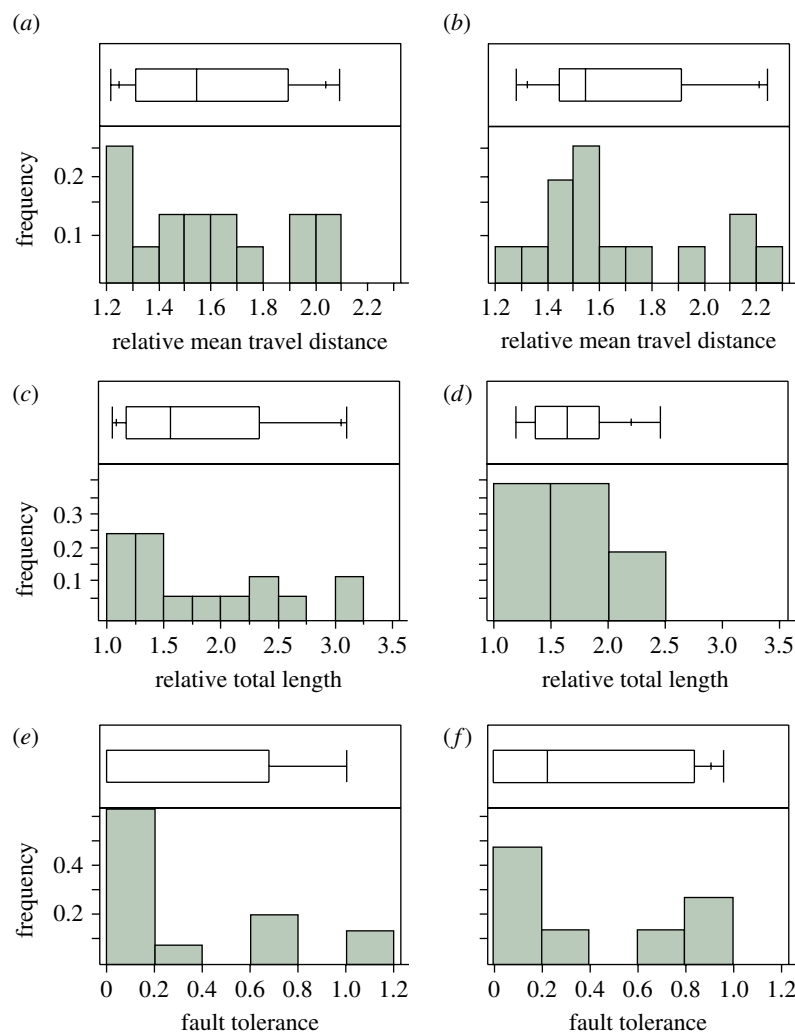 (a) (b)
frequency
0.2
0.1
1.2 1.4 1.6 1.8 2.0 2.2 1.2 1.4 1.6 1.8 2.0 2.2
relative mean travel distance relative mean travel distance
(c) (d)
frequency
0.3
0.2
0.1
1.0 1.5 2.0 2.5 3.0 3.5 1.0 1.5 2.0 2.5 3.0 3.5
relative total length relative total length
(e) (f)
frequency
0.4
0.2
0 0.2 0.4 0.6 0.8 1.0 1.2 0 0.2 0.4 0.6 0.8 1.0 1.2
fault tolerance fault tolerance